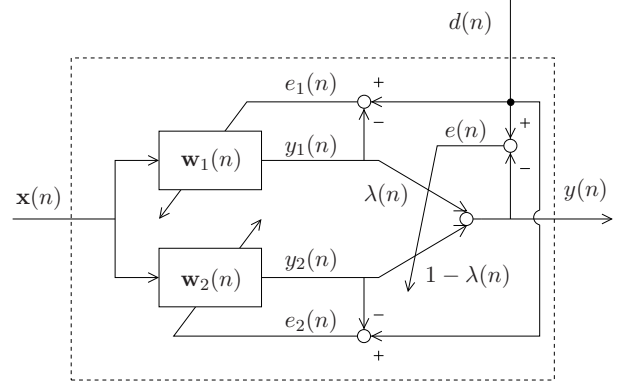 d(n)
e₁(n)
+
−
+
e(n)
−
y₁(n)
w₁(n)
λ(n)
x(n)
y(n)
w₂(n)
y₂(n)
1 − λ(n)
−
e₂(n)
+